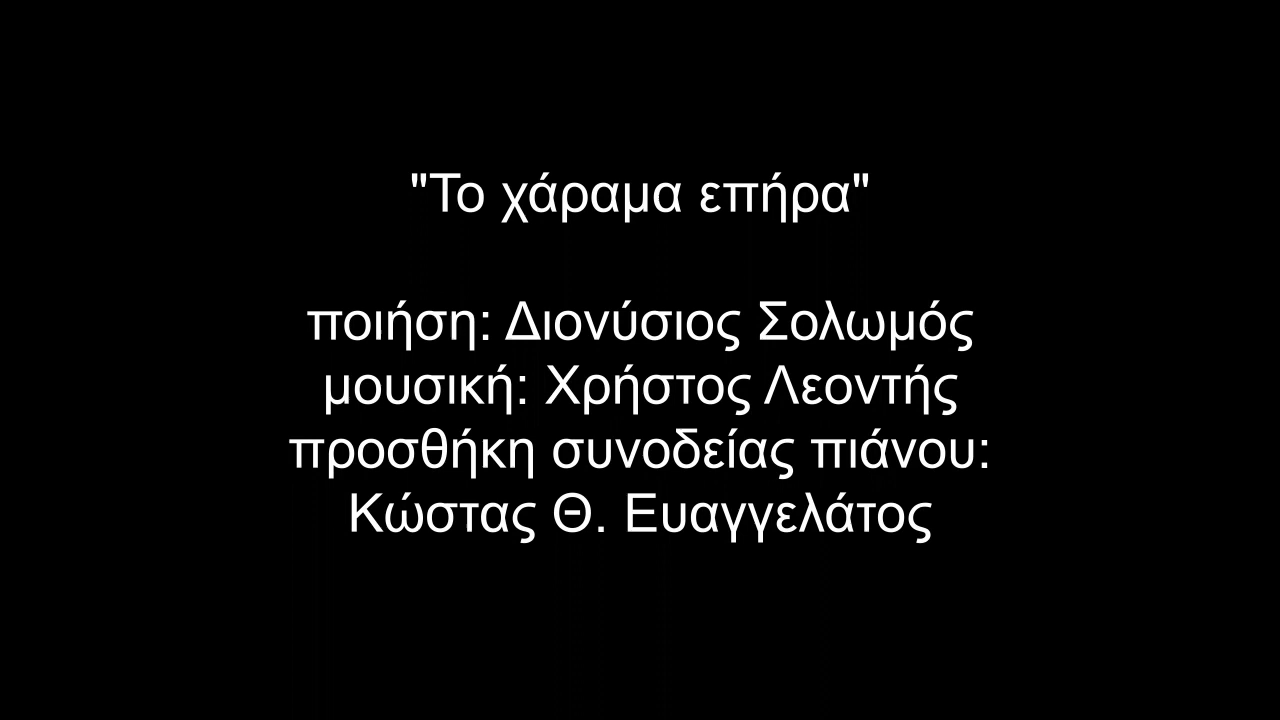 "Το χάραμα επήρα"
ποιήση: Διονύσιος Σολωμός
μουσική: Χρήστος Λεοντής
προσθήκη συνοδείας πιάνου:
Κώστας Θ. Ευαγγελάτος